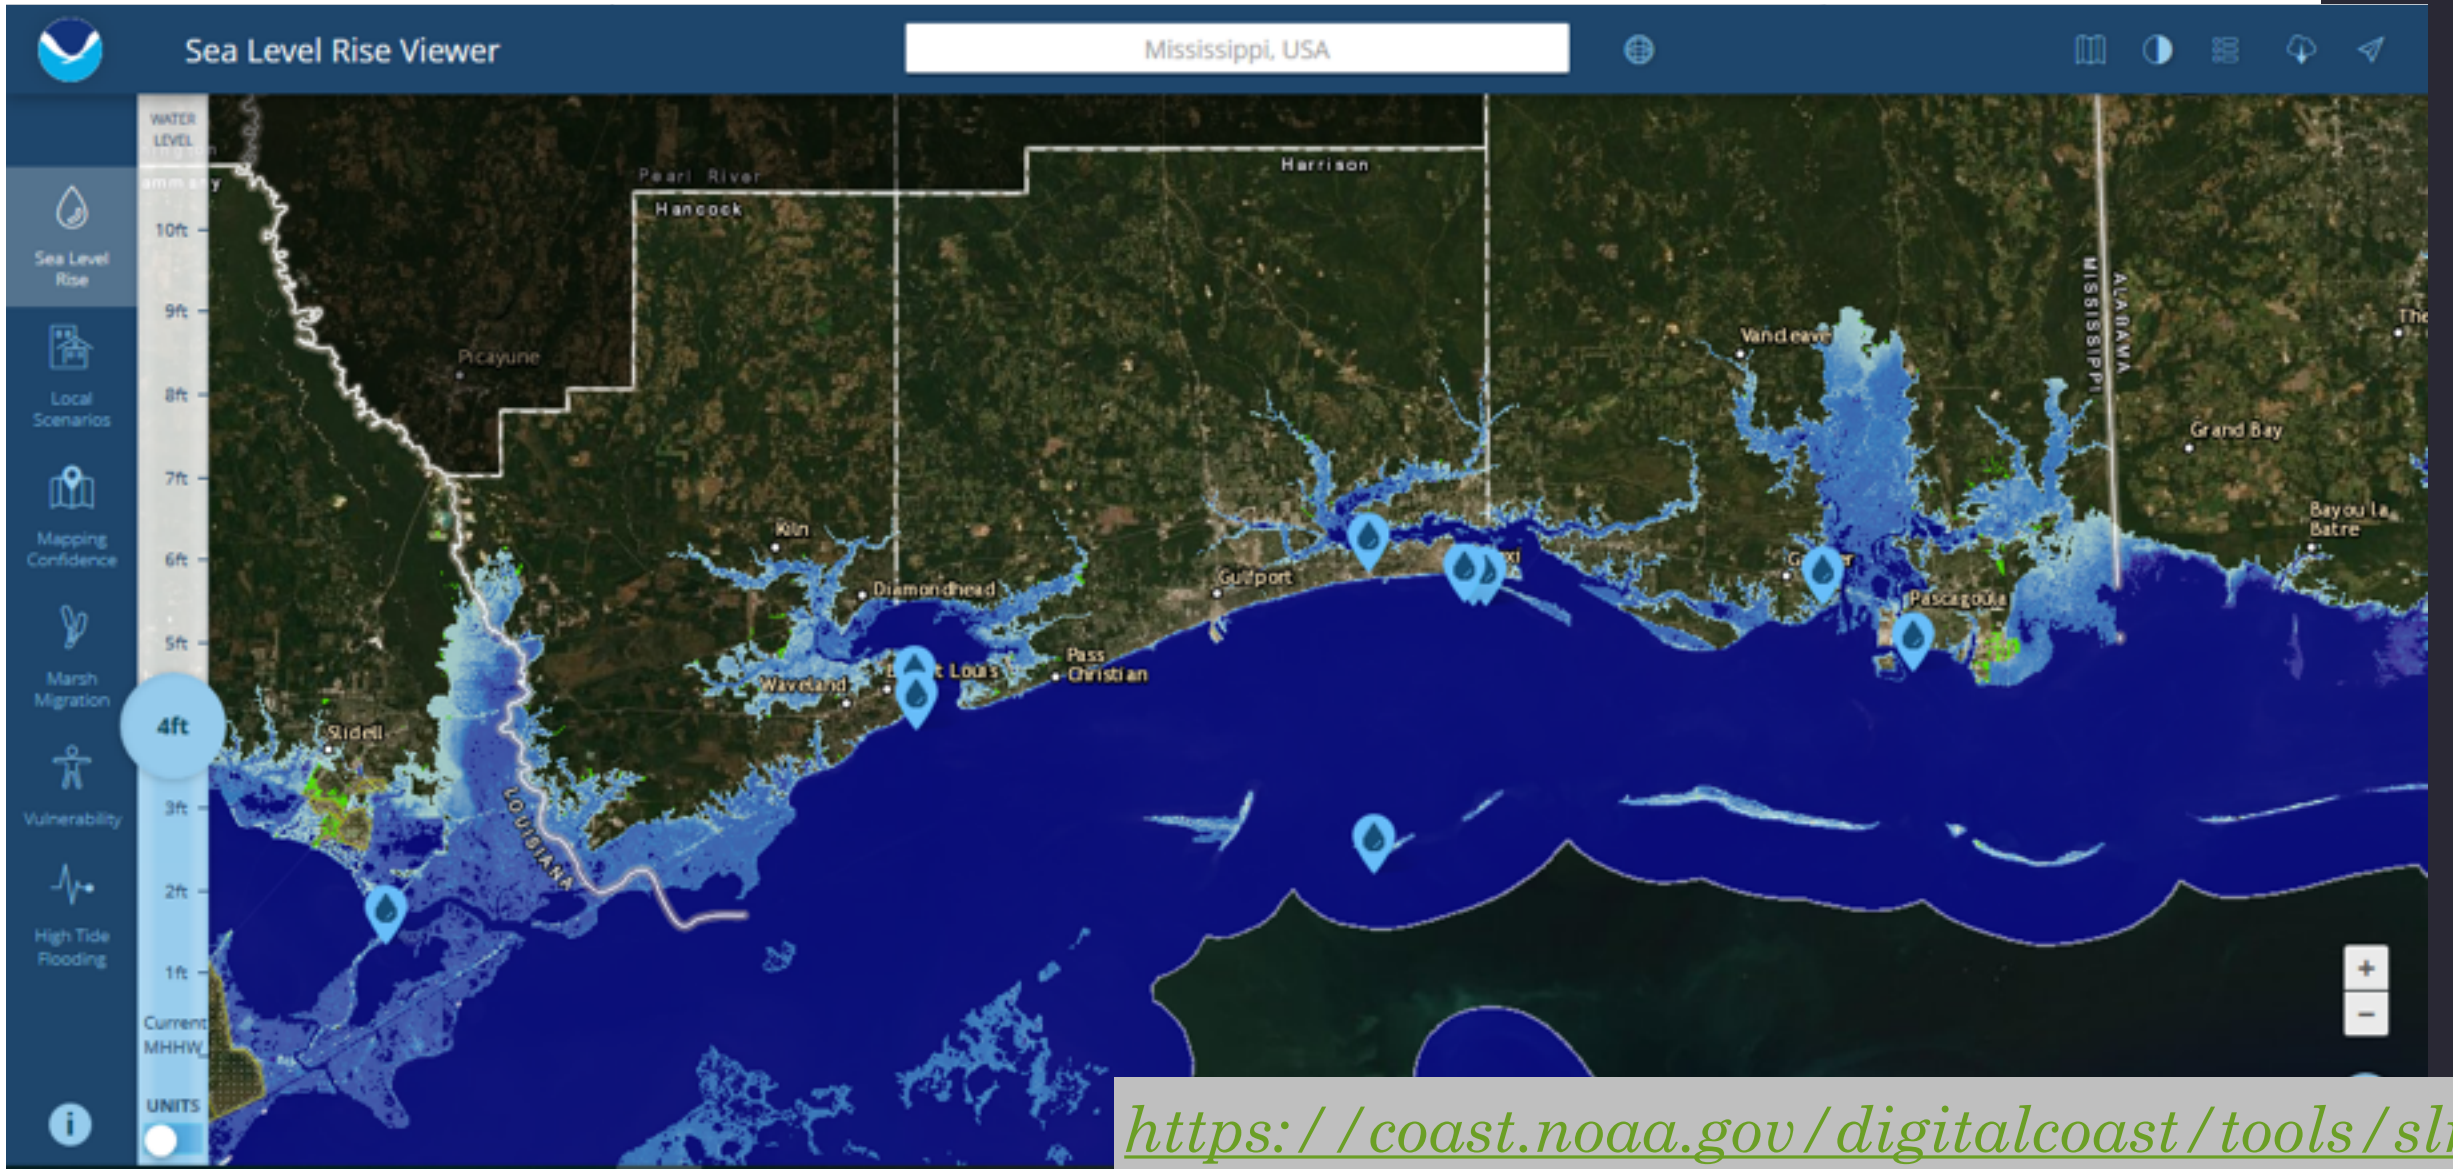 Sea Level Rise Viewer
Mississippi, USA
WATER
LEVEL
10ft
9ft
8ft
7ft
6ft
5ft
4ft
3ft
2ft
1ft
Current
MHHW
UNITS
Sea Level
Rise
Local
Scenarios
Mapping
Confidence
Marsh
Migration
Vulnerability
High Tide
Flooding
i
Pearl River
Hancock
Harrison
Picayune
Vancleave
MISSISSIPPI
ALABAMA
The
Grand Bay
Bayou la
Batre
Kiln
Diamondhead
Gulfport
Pascagoula
Waveland
t Louis
Pass
Christian
Slidell
LOUISIANA
+
−
https://coast.noaa.gov/digitalcoast/tools/sl